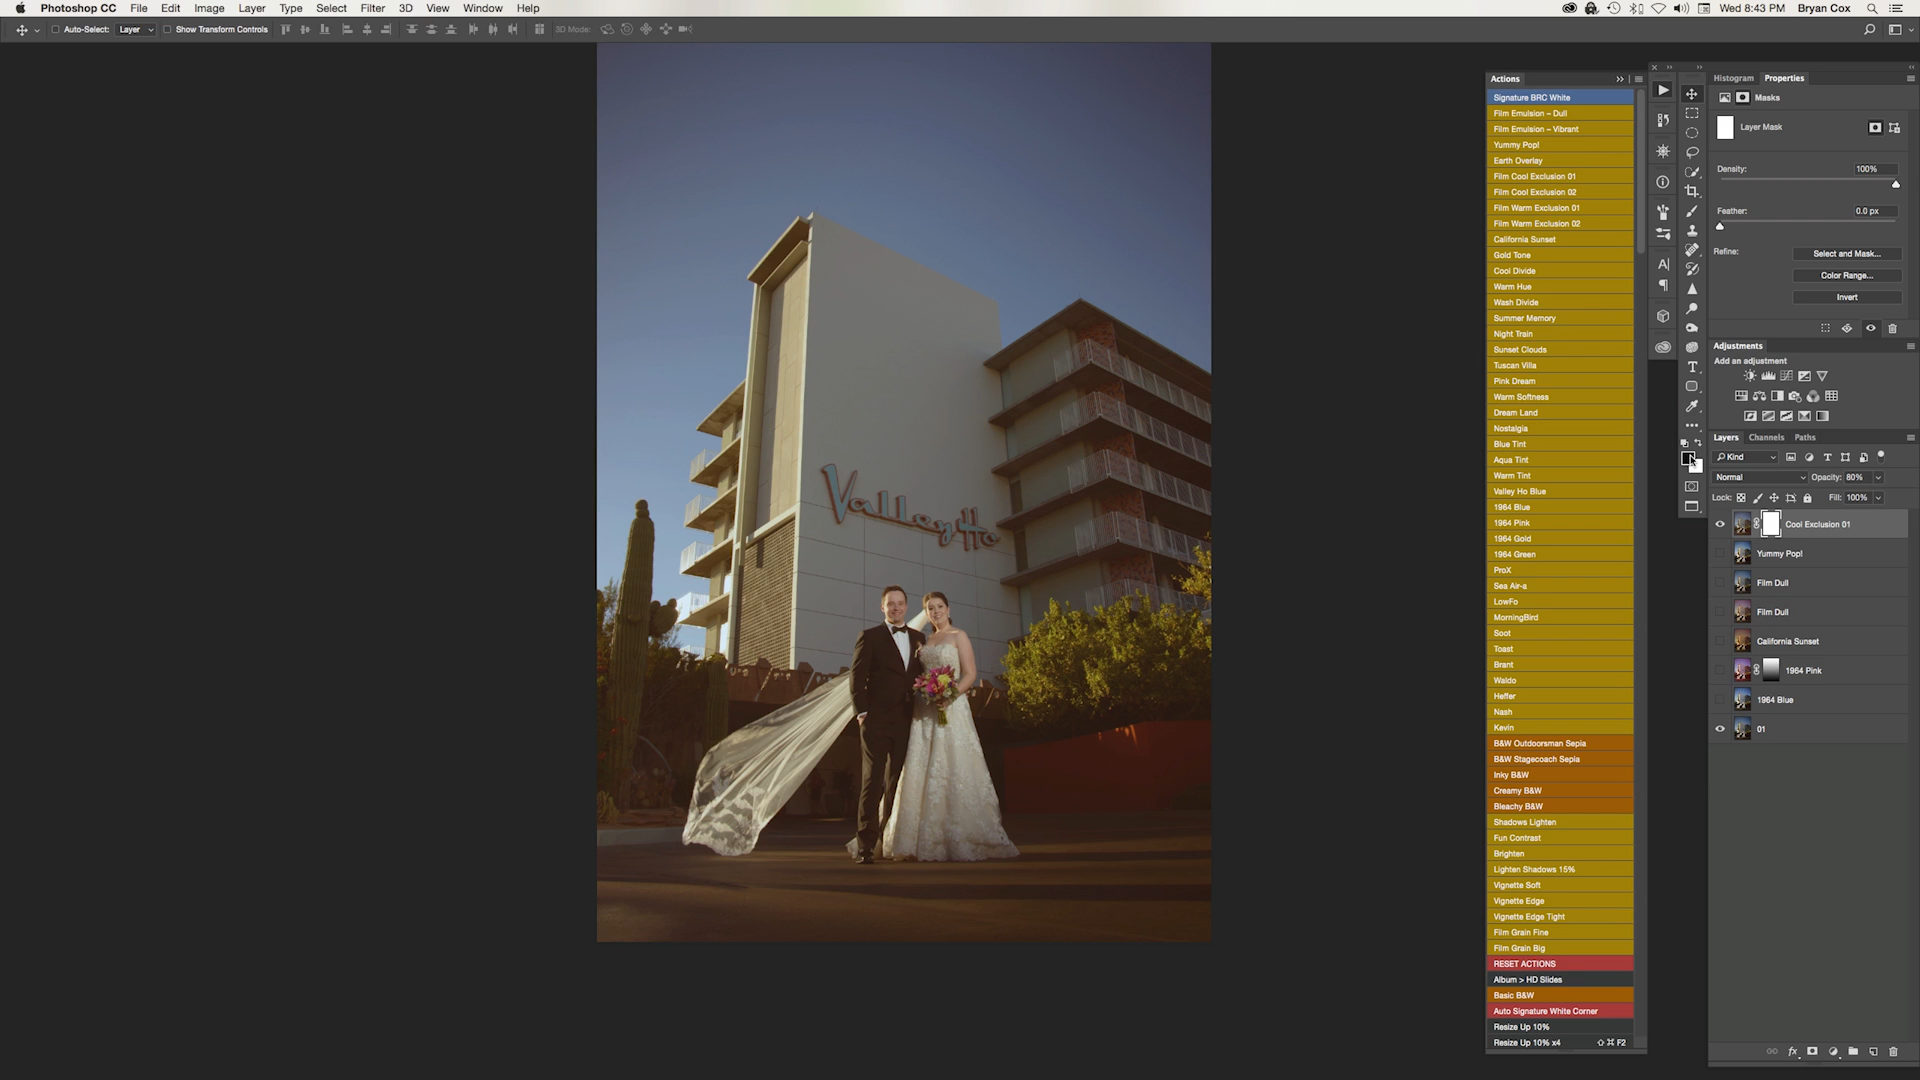 Photoshop CC File Edit Image Layer Type Select Filter 3D View Window Help Wed 8:43 PM Bryan Cox
Auto-Select: Layer Show Transform Controls 3D Mode:
Valley Ho
Actions
Signature BRC White
Film Emulsion – Dull
Film Emulsion – Vibrant
Yummy Pop!
Earth Overlay
Film Cool Exclusion 01
Film Cool Exclusion 02
Film Warm Exclusion 01
Film Warm Exclusion 02
California Sunset
Gold Tone
Cool Divide
Warm Hue
Wash Divide
Summer Memory
Night Train
Sunset Clouds
Tuscan Villa
Pink Dream
Warm Softness
Dream Land
Nostalgia
Blue Tint
Aqua Tint
Warm Tint
Valley Ho Blue
1964 Blue
1964 Pink
1964 Gold
1964 Green
ProX
Sea Air-a
LowFo
MorningBird
Soot
Toast
Brant
Waldo
Heffer
Nash
Kevin
B&W Outdoorsman Sepia
B&W Stagecoach Sepia
Inky B&W
Creamy B&W
Bleachy B&W
Shadows Lighten
Fun Contrast
Brighten
Lighten Shadows 15%
Vignette Soft
Vignette Edge
Vignette Edge Tight
Film Grain Fine
Film Grain Big
RESET ACTIONS
Album > HD Slides
Basic B&W
Auto Signature White Corner
Resize Up 10%
Resize Up 10% x4 ⇧⌘F2
Histogram Properties
Masks
Layer Mask
Density: 100%
Feather: 0.0 px
Refine: Select and Mask...
Color Range...
Invert
Adjustments
Add an adjustment
Layers Channels Paths
Kind
Normal Opacity: 80%
Lock: Fill: 100%
Cool Exclusion 01
Yummy Pop!
Film Dull
Film Dull
California Sunset
1964 Pink
1964 Blue
01